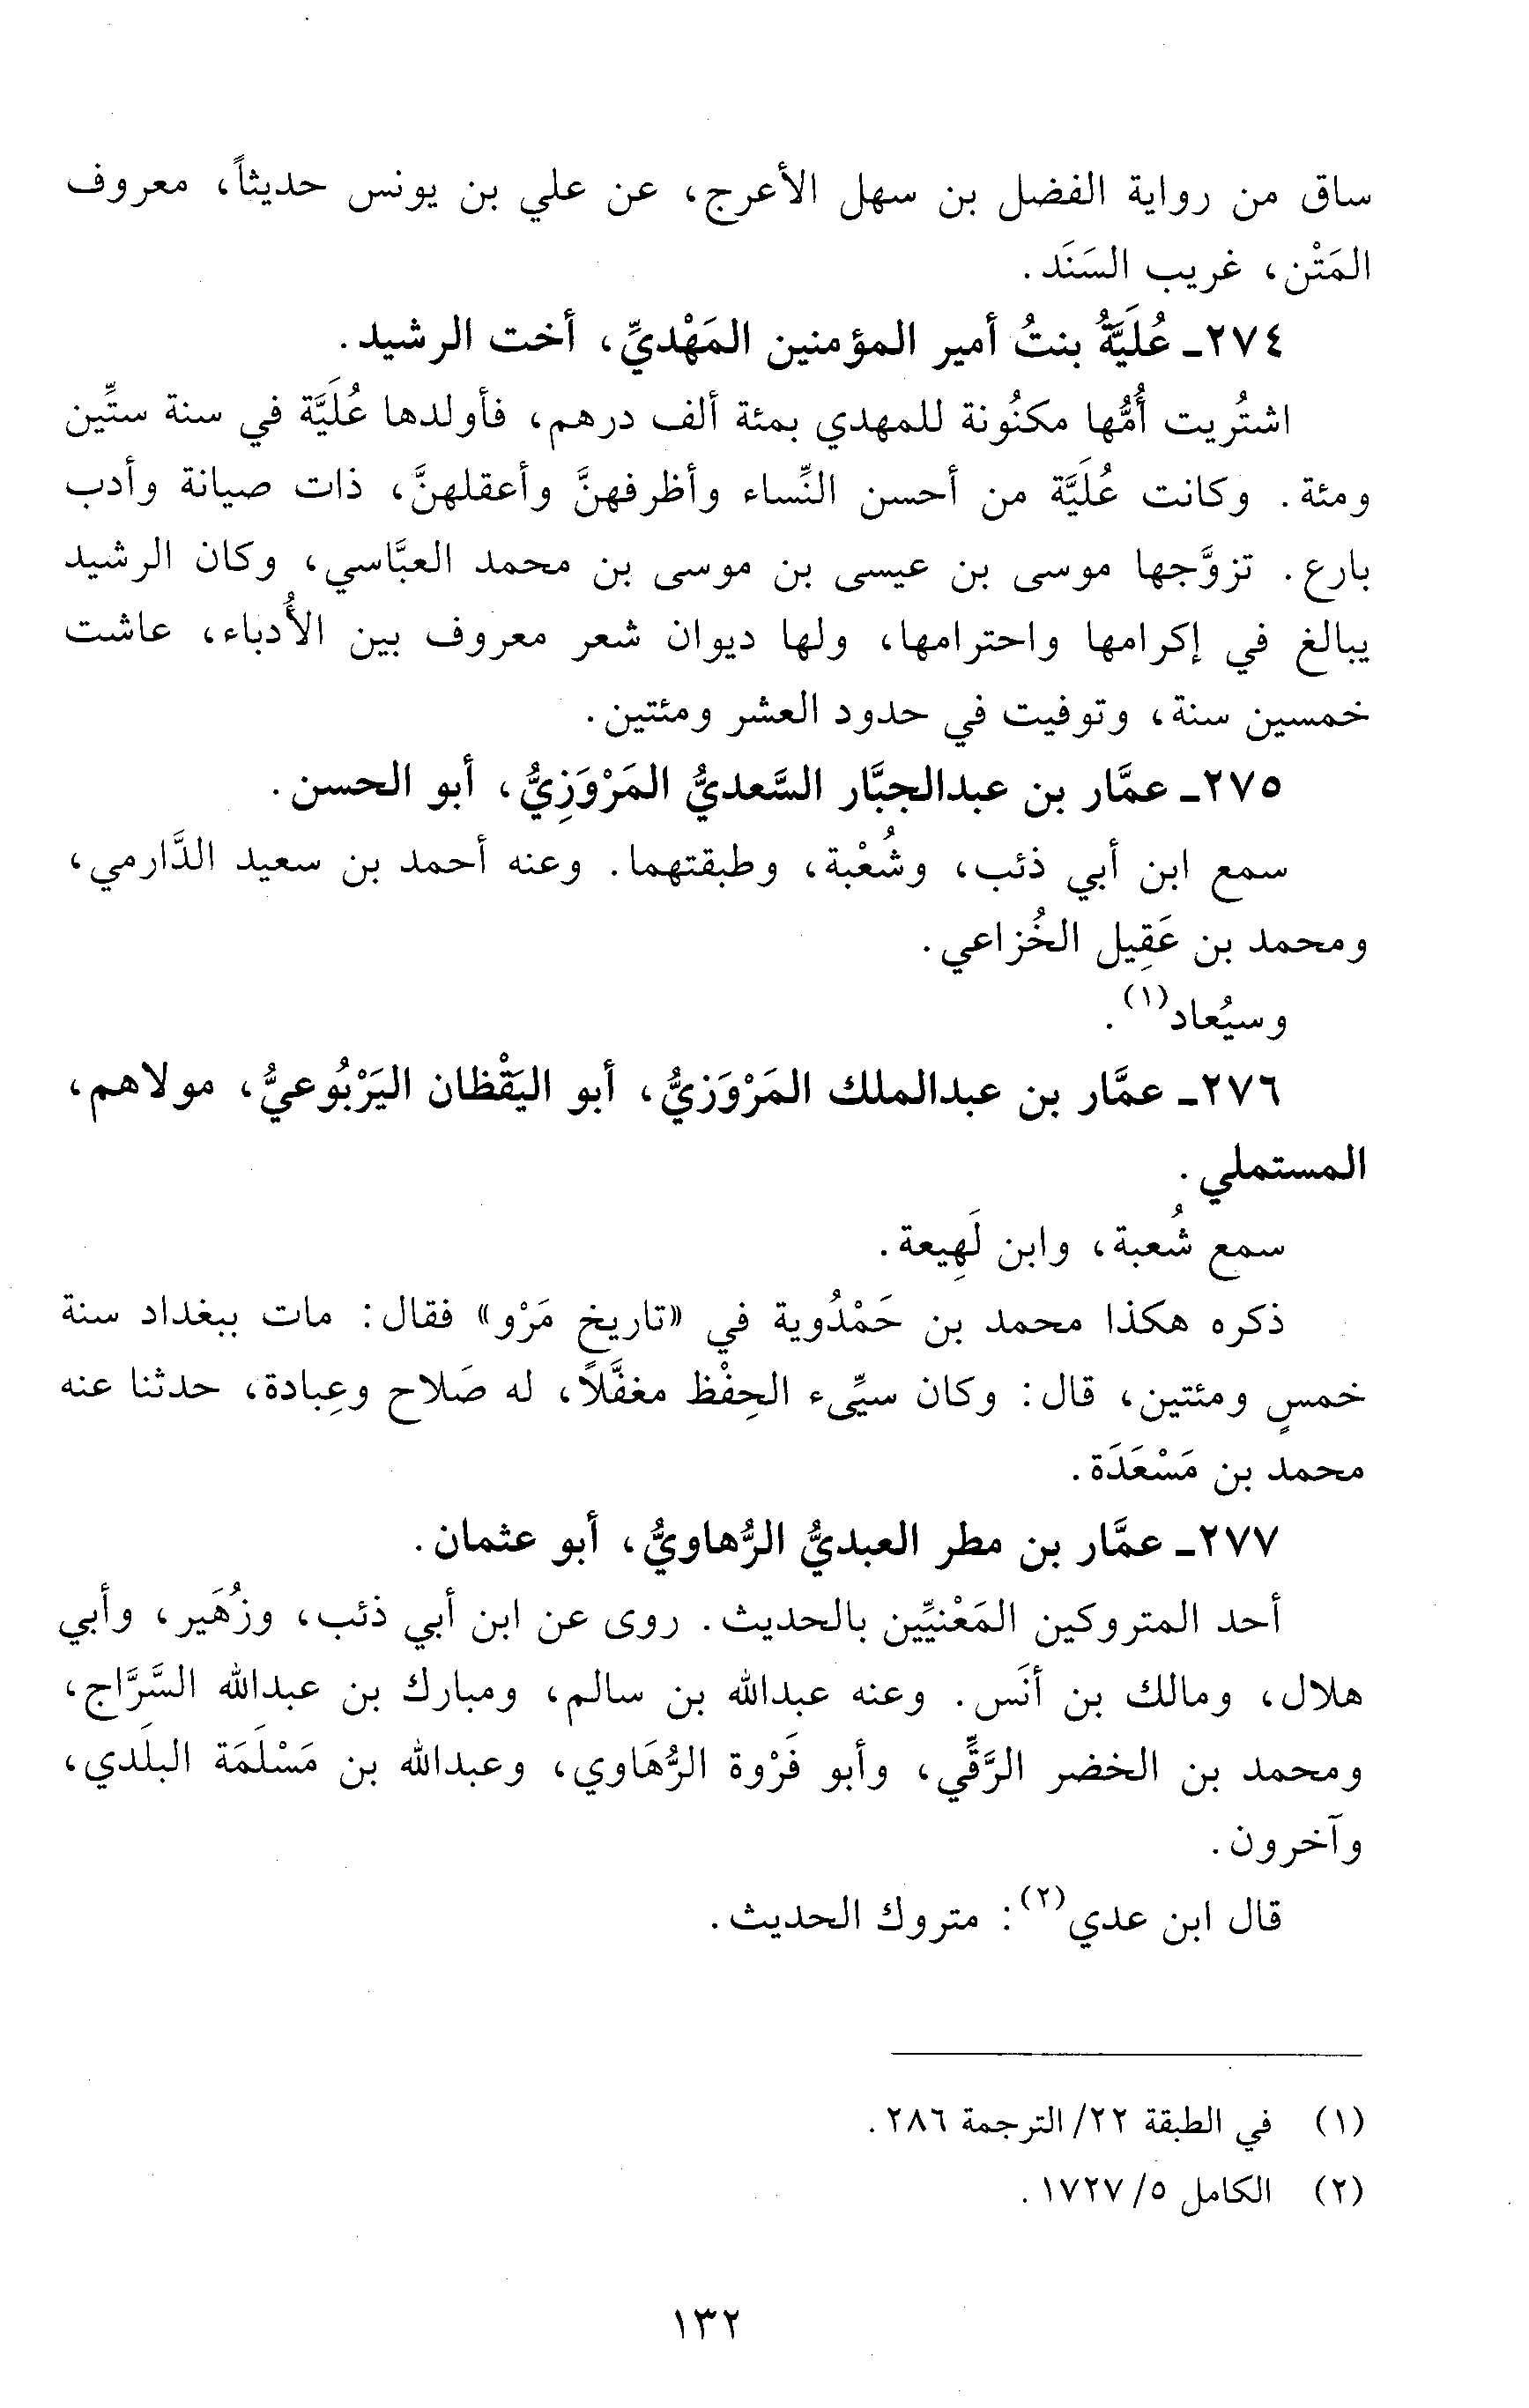 ساق من رواية الفضل بن سهل الأعرج، عن علي بن يونس حديثاً، معروف
المَتْن، غريب السَنَد.
٢٧٤ـ عُلَيَّةُ بنتُ أمير المؤمنين المَهْديِّ، أخت الرشيد.
اشتُريت أُمُّها مكنُونة للمهدي بمئة ألف درهم، فأولدها عُلَيَّة في سنة ستِّين
ومئة. وكانت عُلَيَّة من أحسن النِّساء وأظرفهنَّ وأعقلهنَّ، ذات صيانة وأدب
بارع. تزوَّجها موسى بن عيسى بن موسى بن محمد العبَّاسي، وكان الرشيد
يبالغ في إكرامها واحترامها، ولها ديوان شعر معروف بين الأُدباء، عاشت
خمسين سنة، وتوفيت في حدود العشر ومئتين.
٢٧٥ـ عمَّار بن عبدالجبَّار السَّعديُّ المَرْوَزِيُّ، أبو الحسن.
سمع ابن أبي ذئب، وشُعْبة، وطبقتهما. وعنه أحمد بن سعيد الدَّارمي،
ومحمد بن عَقِيل الخُزاعي.
وسيُعاد(١).
٢٧٦ـ عمَّار بن عبدالملك المَرْوَزيُّ، أبو اليَقْظان اليَرْبُوعيُّ، مولاهم،
المستملي.
سمع شُعبة، وابن لَهِيعة.
ذكره هكذا محمد بن حَمْدُوية في «تاريخ مَرْو» فقال: مات ببغداد سنة
خمسٍ ومئتين، قال: وكان سيِّىء الحِفْظ مغفَّلاً، له صَلاح وعِبادة، حدثنا عنه
محمد بن مَسْعَدَة.
٢٧٧ـ عمَّار بن مطر العبديُّ الرُّهاويُّ، أبو عثمان.
أحد المتروكين المَعْنيِّين بالحديث. روى عن ابن أبي ذئب، وزُهَير، وأبي
هلال، ومالك بن أنَس. وعنه عبدالله بن سالم، ومبارك بن عبدالله السَّرَّاج،
ومحمد بن الخضر الرَّقِّي، وأبو فَرْوة الرُّهَاوي، وعبدالله بن مَسْلَمَة البلَدي،
وآخرون.
قال ابن عدي(٢): متروك الحديث.
(١) في الطبقة ٢٢/ الترجمة ٢٨٦.
(٢) الكامل ٥/ ١٧٢٧.
١٣٢